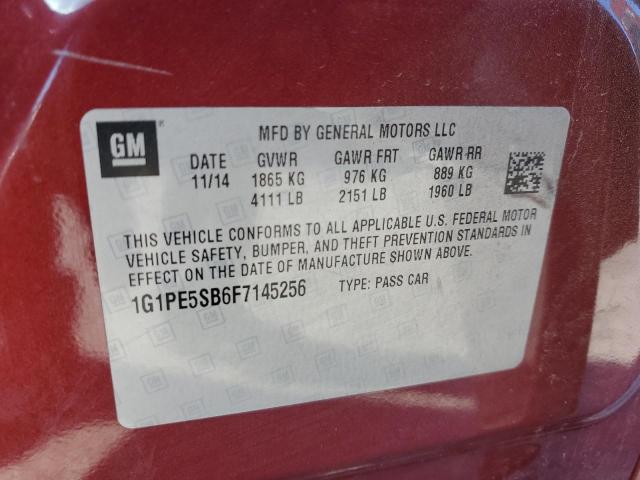 GM
®
MFD BY GENERAL MOTORS LLC
DATE GVWR GAWR FRT GAWR RR
11/14 1865 KG 976 KG 889 KG
4111 LB 2151 LB 1960 LB
THIS VEHICLE CONFORMS TO ALL APPLICABLE U.S. FEDERAL MOTOR
VEHICLE SAFETY, BUMPER, AND THEFT PREVENTION STANDARDS IN
EFFECT ON THE DATE OF MANUFACTURE SHOWN ABOVE.
1G1PE5SB6F7145256 TYPE: PASS CAR